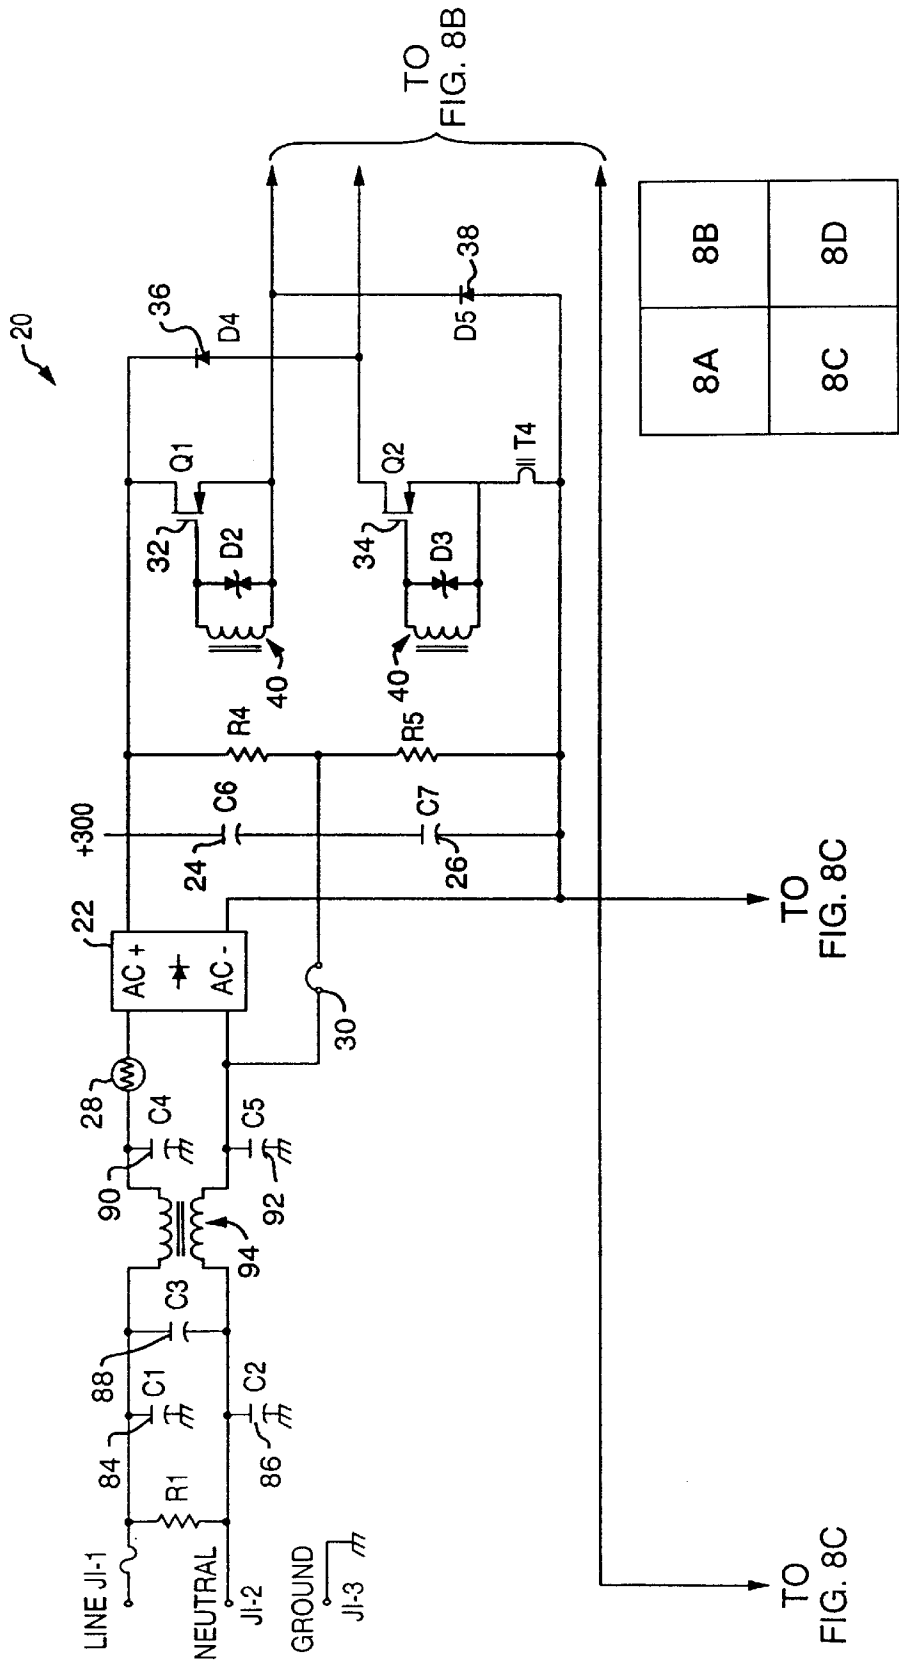 20
TO
FIG. 8B
36
D4
38
D5
Q1
32
D2
40
Q2
34
D3
40
T4
R4
R5
+300
C6
24
C7
26
22
AC +
AC -
30
28
C4
90
C5
92
94
C3
88
C1
84
C2
86
R1
LINE JI-1
NEUTRAL
JI-2
GROUND
JI-3
TO
FIG. 8C
TO
FIG. 8C
8A
8B
8C
8D